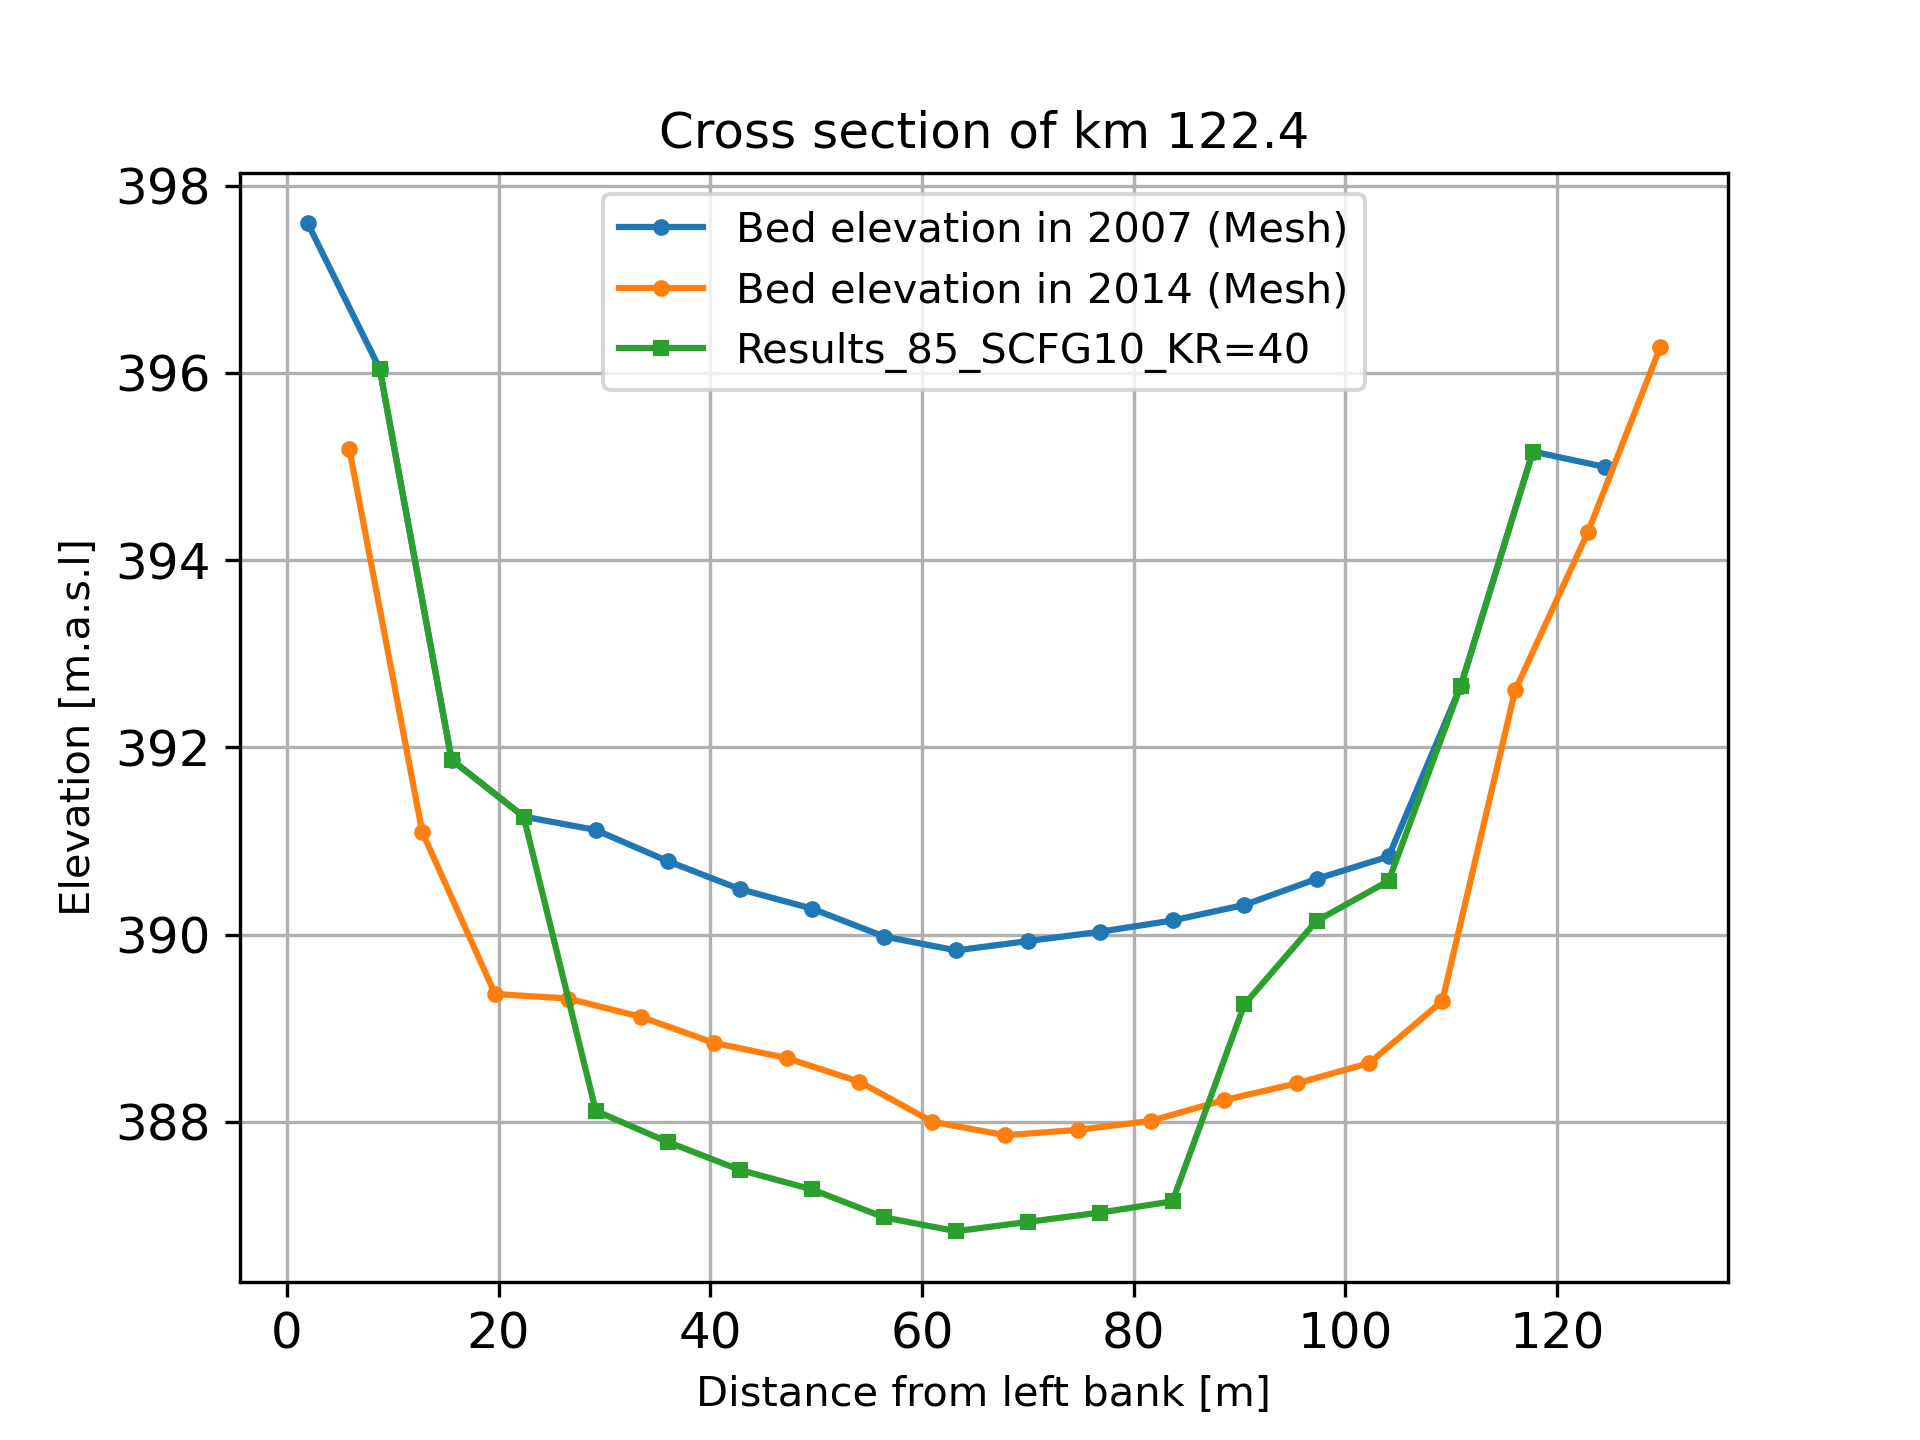 Cross section of km 122.4
398
396
394
392
390
388
Elevation [m.a.s.l]
Bed elevation in 2007 (Mesh)
Bed elevation in 2014 (Mesh)
Results_85_SCFG10_KR=40
0 20 40 60 80 100 120
Distance from left bank [m]